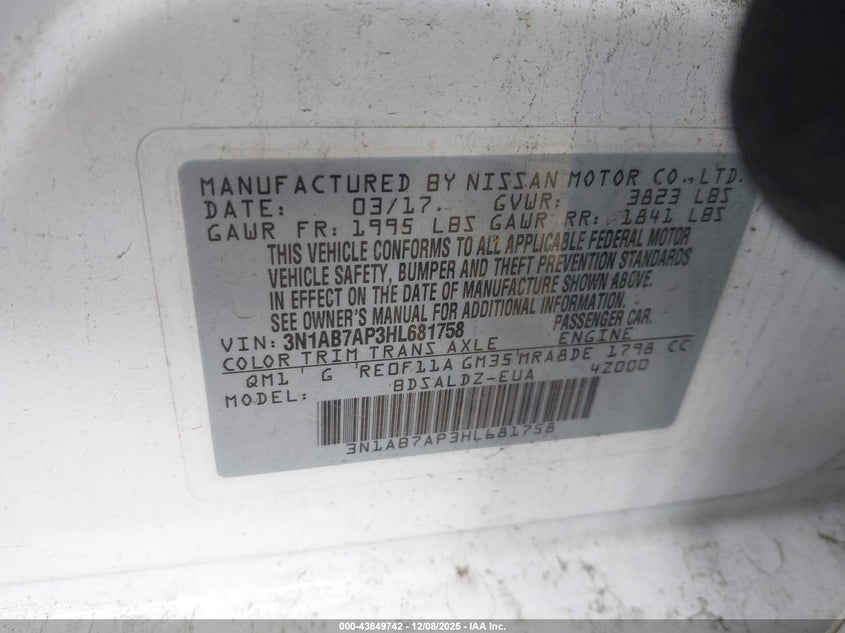 MANUFACTURED BY NISSAN MOTOR CO.,LTD.
DATE: 03/17. GVWR: 3823 LBS
GAWR FR: 1995 LBS GAWR RR: 1841 LBS
THIS VEHICLE CONFORMS TO ALL APPLICABLE FEDERAL MOTOR
VEHICLE SAFETY, BUMPER AND THEFT PREVENTION STANDARDS
IN EFFECT ON THE DATE OF MANUFACTURE SHOWN ABOVE.
SEE OWNER'S MANUAL FOR ADDITIONAL INFORMATION.
VIN: 3N1AB7AP3HL681758 PASSENGER CAR.
COLOR TRIM TRANS AXLE ENGINE
QM1 G RE0F11A GM35 MRA8DE 1798 CC
MODEL: BDSALDZ-EUA 4Z000
3N1AB7AP3HL681758
000-43849742 - 12/08/2025 - IAA Inc.